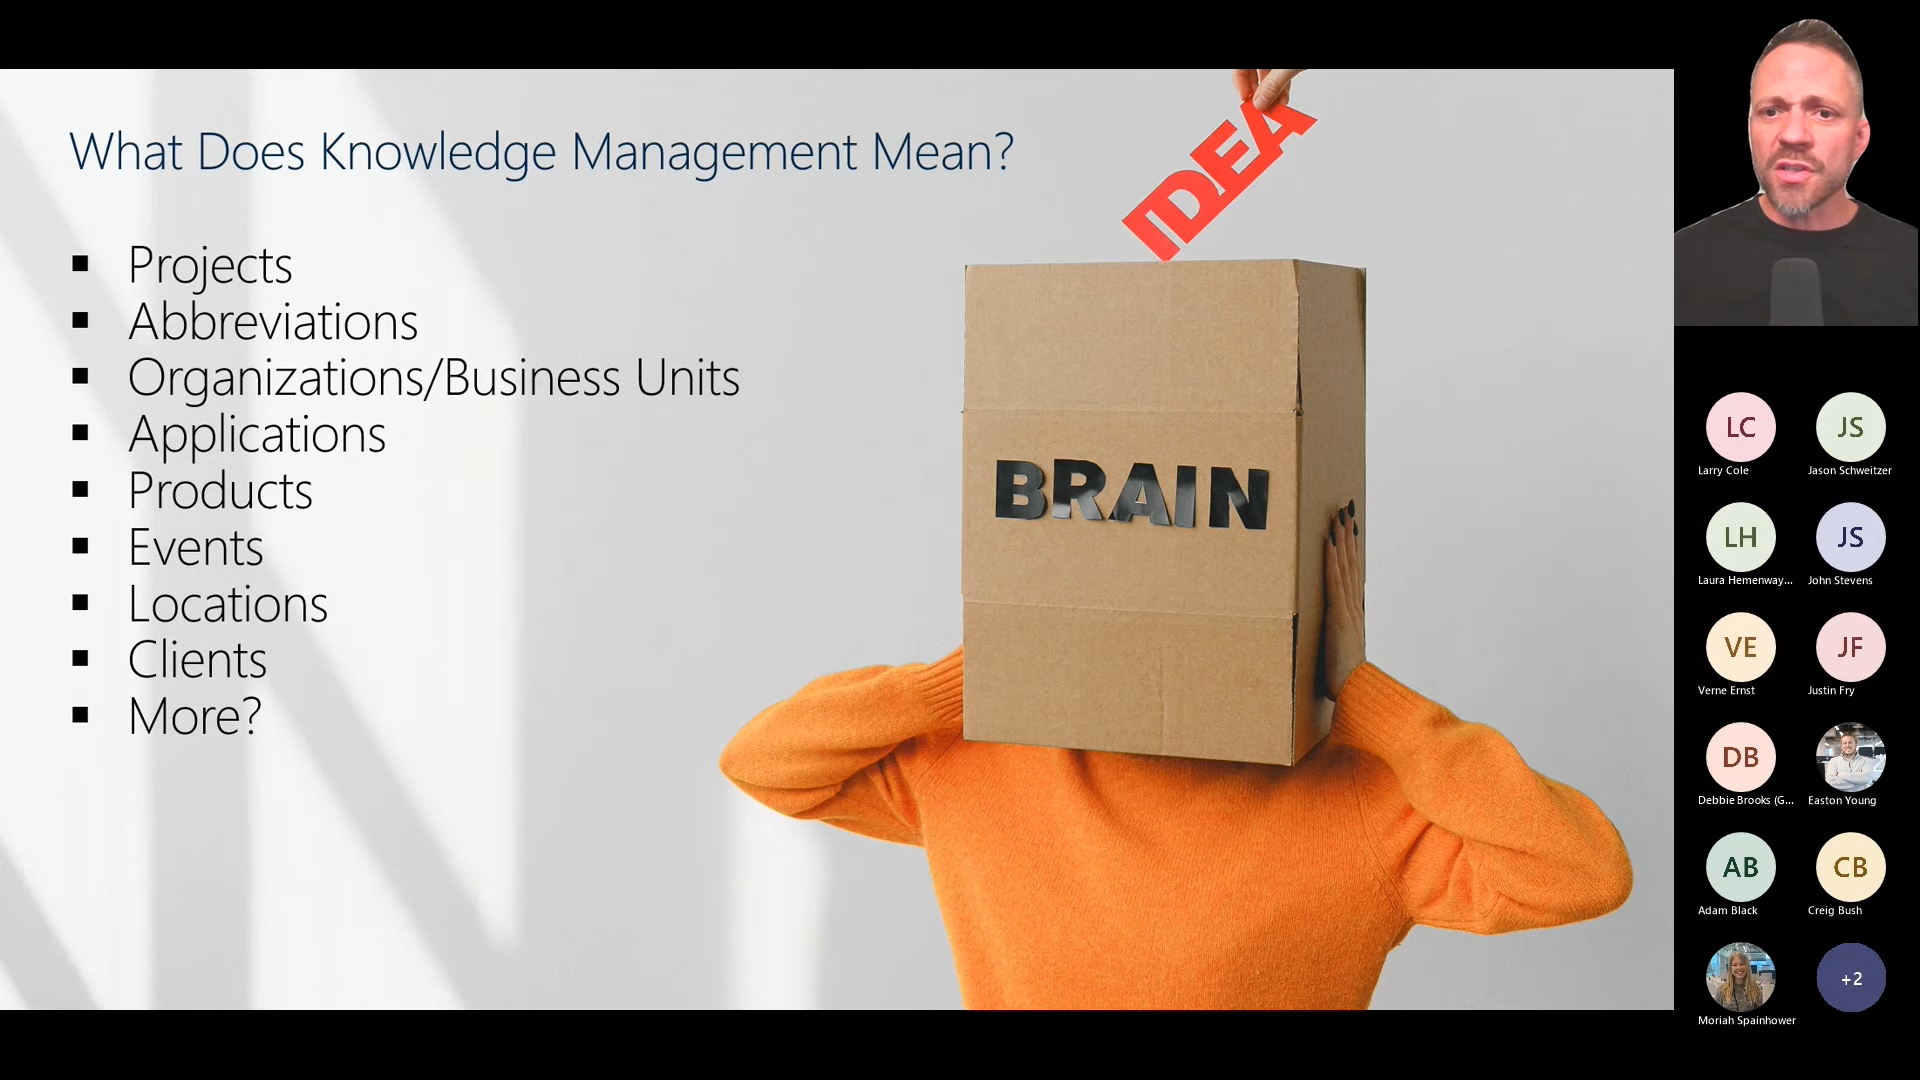 What Does Knowledge Management Mean?
Projects
Abbreviations
Organizations/Business Units
Applications
Products
Events
Locations
Clients
More?
IDEA
BRAIN
LC
JS
Larry Cole
Jason Schweitzer
LH
JS
Laura Hemenway...
John Stevens
VE
JF
Verne Ernst
Justin Fry
DB
Debbie Brooks (G...
Easton Young
AB
CB
Adam Black
Creig Bush
+2
Moriah Spainhower